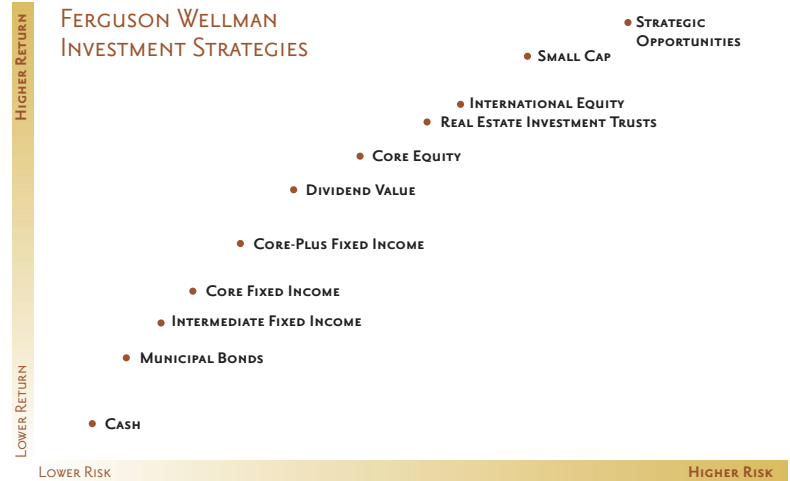 Ferguson Wellman
Investment Strategies
Higher Return
Strategic
Opportunities
Small Cap
International Equity
Real Estate Investment Trusts
Core Equity
Dividend Value
Core-Plus Fixed Income
Core Fixed Income
Intermediate Fixed Income
Municipal Bonds
Cash
Lower Return
Lower Risk
Higher Risk